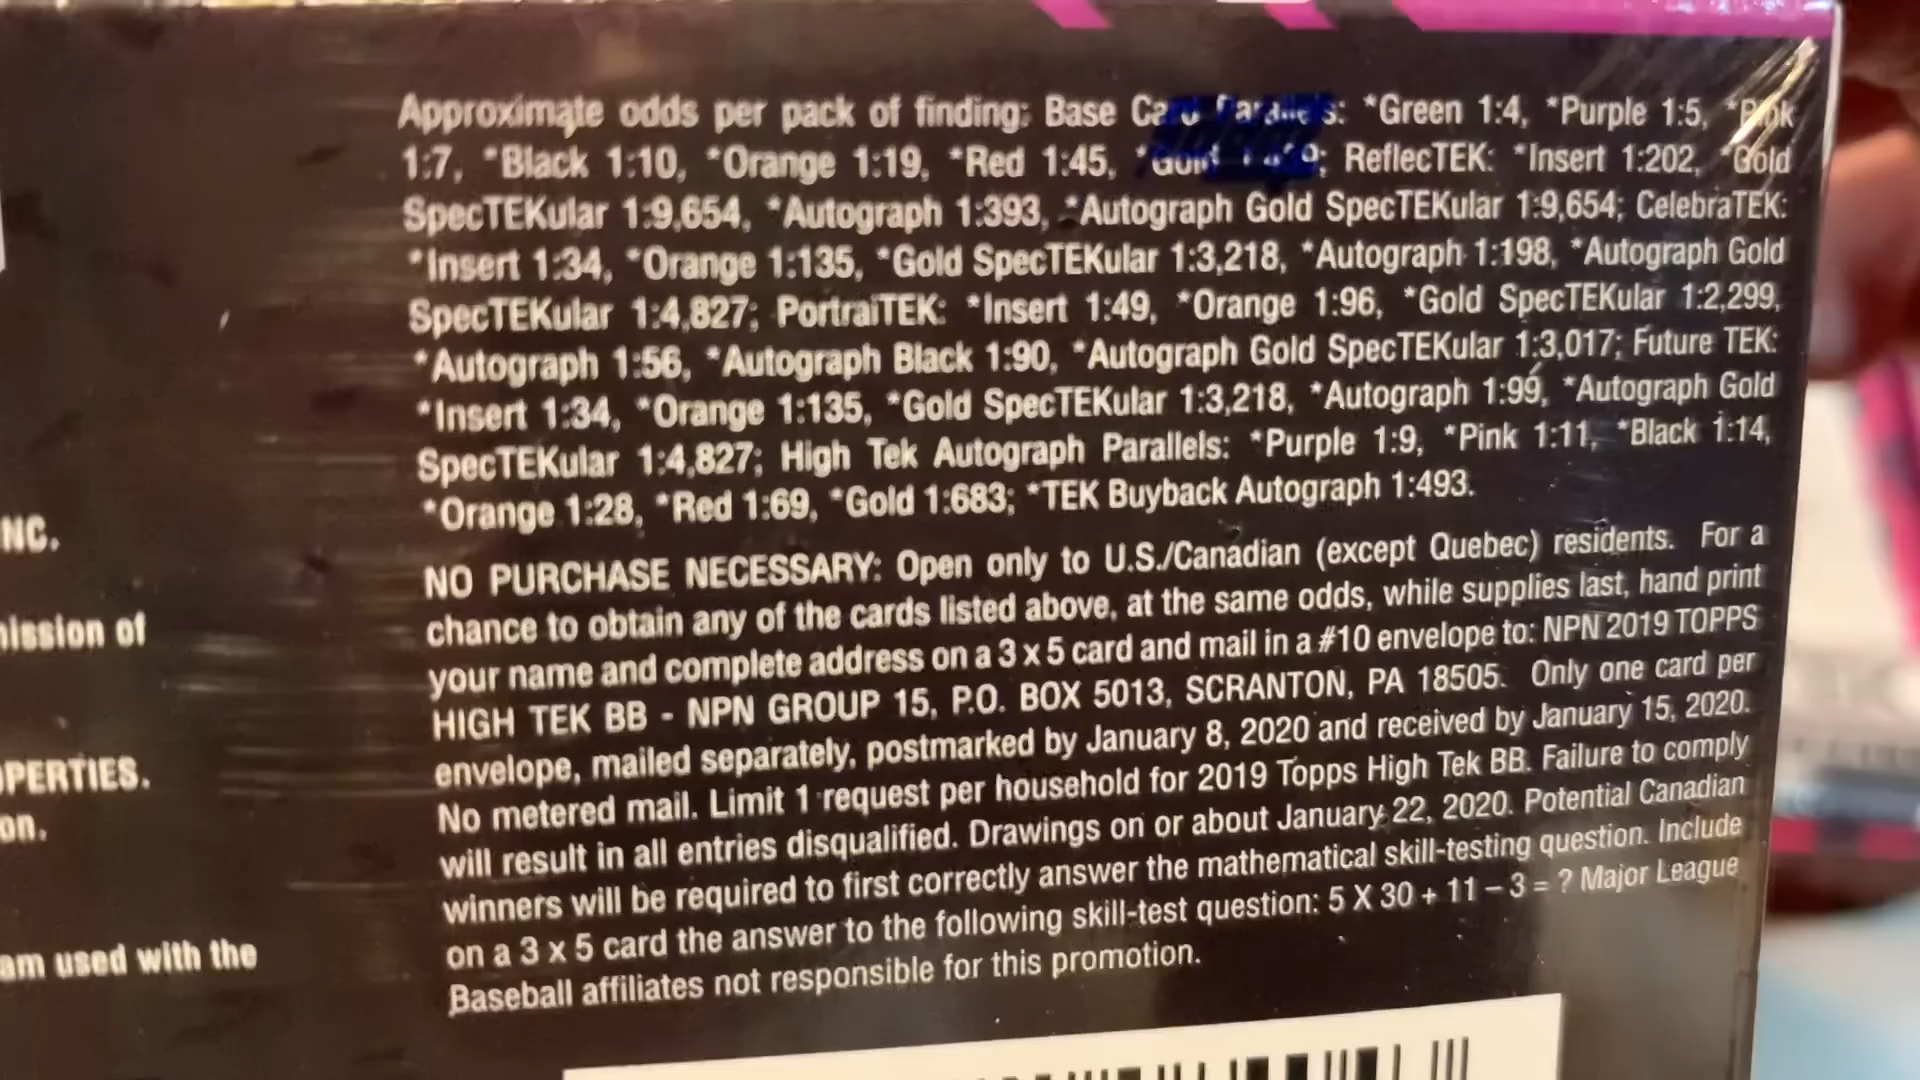 Approximate odds per pack of finding: Base Card Parallels: *Green 1:4, *Purple 1:5, *Pink
1:7, *Black 1:10, *Orange 1:19, *Red 1:45, *Gold ReflecTEK: *Insert 1:202, *Gold
SpecTEKular 1:9,654, *Autograph 1:393, *Autograph Gold SpecTEKular 1:9,654; CelebraTEK:
*Insert 1:34, *Orange 1:135, *Gold SpecTEKular 1:3,218, *Autograph 1:198, *Autograph Gold
SpecTEKular 1:4,827; PortraiTEK: *Insert 1:49, *Orange 1:96, *Gold SpecTEKular 1:2,299,
*Autograph 1:56, *Autograph Black 1:90, *Autograph Gold SpecTEKular 1:3,017; Future TEK:
*Insert 1:34, *Orange 1:135, *Gold SpecTEKular 1:3,218, *Autograph 1:99, *Autograph Gold
SpecTEKular 1:4,827; High Tek Autograph Parallels: *Purple 1:9, *Pink 1:11, *Black 1:14,
*Orange 1:28, *Red 1:69, *Gold 1:683; *TEK Buyback Autograph 1:493.
NO PURCHASE NECESSARY: Open only to U.S./Canadian (except Quebec) residents. For a
chance to obtain any of the cards listed above, at the same odds, while supplies last, hand print
your name and complete address on a 3 x 5 card and mail in a #10 envelope to: NPN 2019 TOPPS
HIGH TEK BB - NPN GROUP 15, P.O. BOX 5013, SCRANTON, PA 18505. Only one card per
envelope, mailed separately, postmarked by January 8, 2020 and received by January 15, 2020.
No metered mail. Limit 1 request per household for 2019 Topps High Tek BB. Failure to comply
will result in all entries disqualified. Drawings on or about January 22, 2020. Potential Canadian
winners will be required to first correctly answer the mathematical skill-testing question. Include
on a 3 x 5 card the answer to the following skill-test question: 5 X 30 + 11 – 3 = ? Major League
Baseball affiliates not responsible for this promotion.
NC.
mission of
OPERTIES.
on.
am used with the